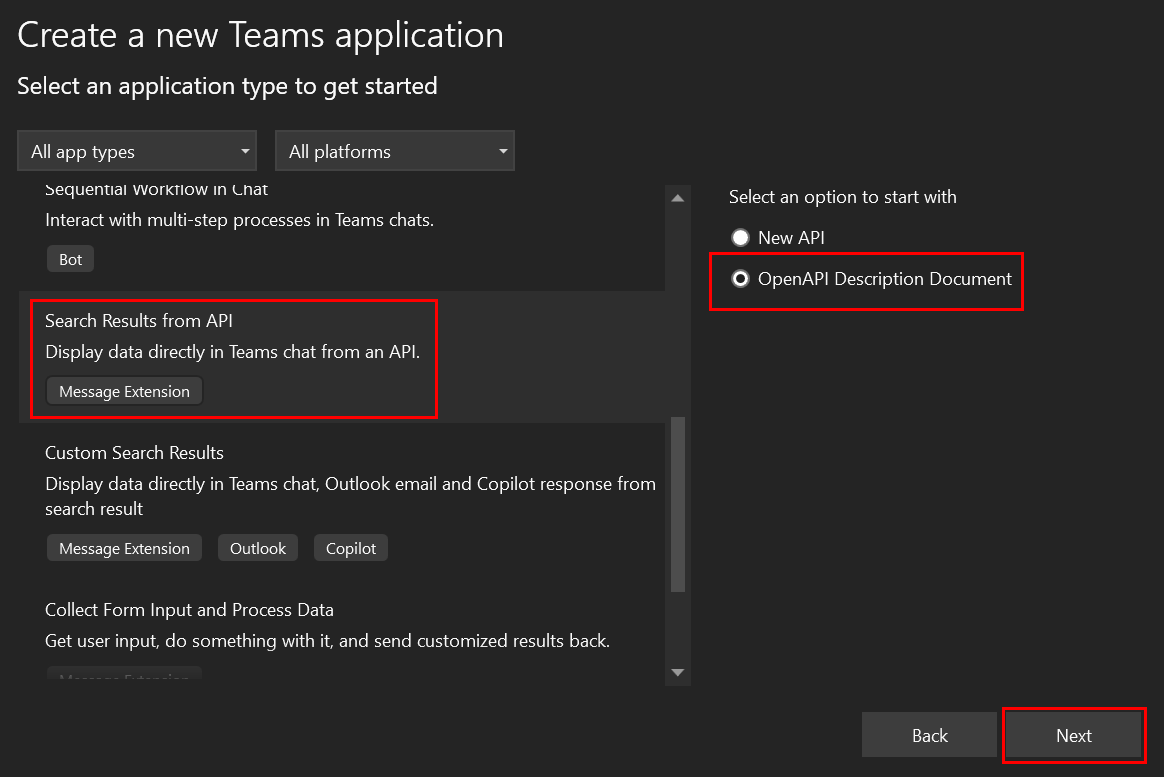 Create a new Teams application
Select an application type to get started
All app types
All platforms
Sequential Workflow in Chat
Interact with multi-step processes in Teams chats.
Bot
Search Results from API
Display data directly in Teams chat from an API.
Message Extension
Custom Search Results
Display data directly in Teams chat, Outlook email and Copilot response from
search result
Message Extension
Outlook
Copilot
Collect Form Input and Process Data
Get user input, do something with it, and send customized results back.
Message Extension
Select an option to start with
New API
OpenAPI Description Document
Back
Next